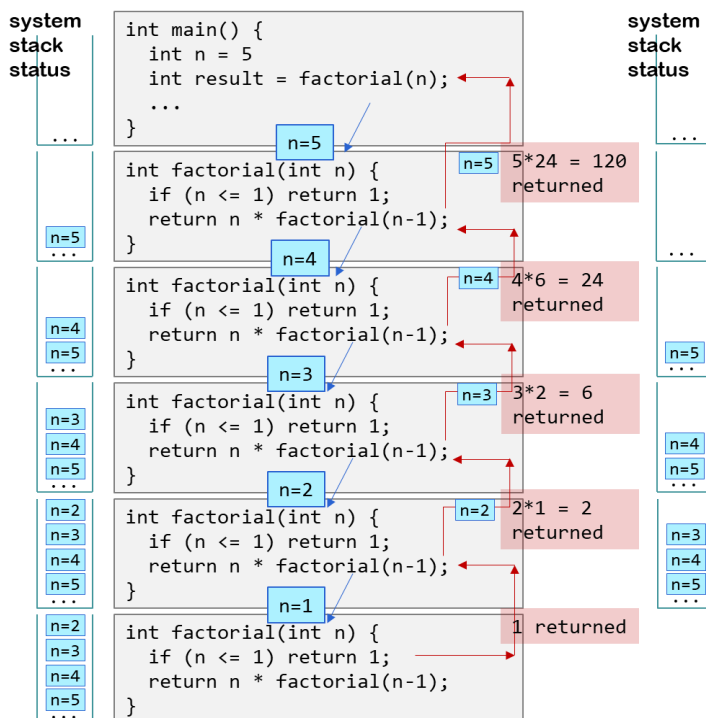 system
stack
status
...
n=5
...
n=4
n=5
...
n=3
n=4
n=5
...
n=2
n=3
n=4
n=5
...
n=2
n=3
n=4
n=5
...
int main() {
int n = 5
int result = factorial(n);
...
}
n=5
int factorial(int n) {
if (n <= 1) return 1;
return n * factorial(n-1);
}
n=5
5*24 = 120
returned
n=4
int factorial(int n) {
if (n <= 1) return 1;
return n * factorial(n-1);
}
n=4
4*6 = 24
returned
n=3
int factorial(int n) {
if (n <= 1) return 1;
return n * factorial(n-1);
}
n=3
3*2 = 6
returned
n=2
int factorial(int n) {
if (n <= 1) return 1;
return n * factorial(n-1);
}
n=2
2*1 = 2
returned
n=1
int factorial(int n) {
if (n <= 1) return 1;
return n * factorial(n-1);
}
1 returned
system
stack
status
...
...
n=5
...
n=4
n=5
...
n=3
n=4
n=5
...